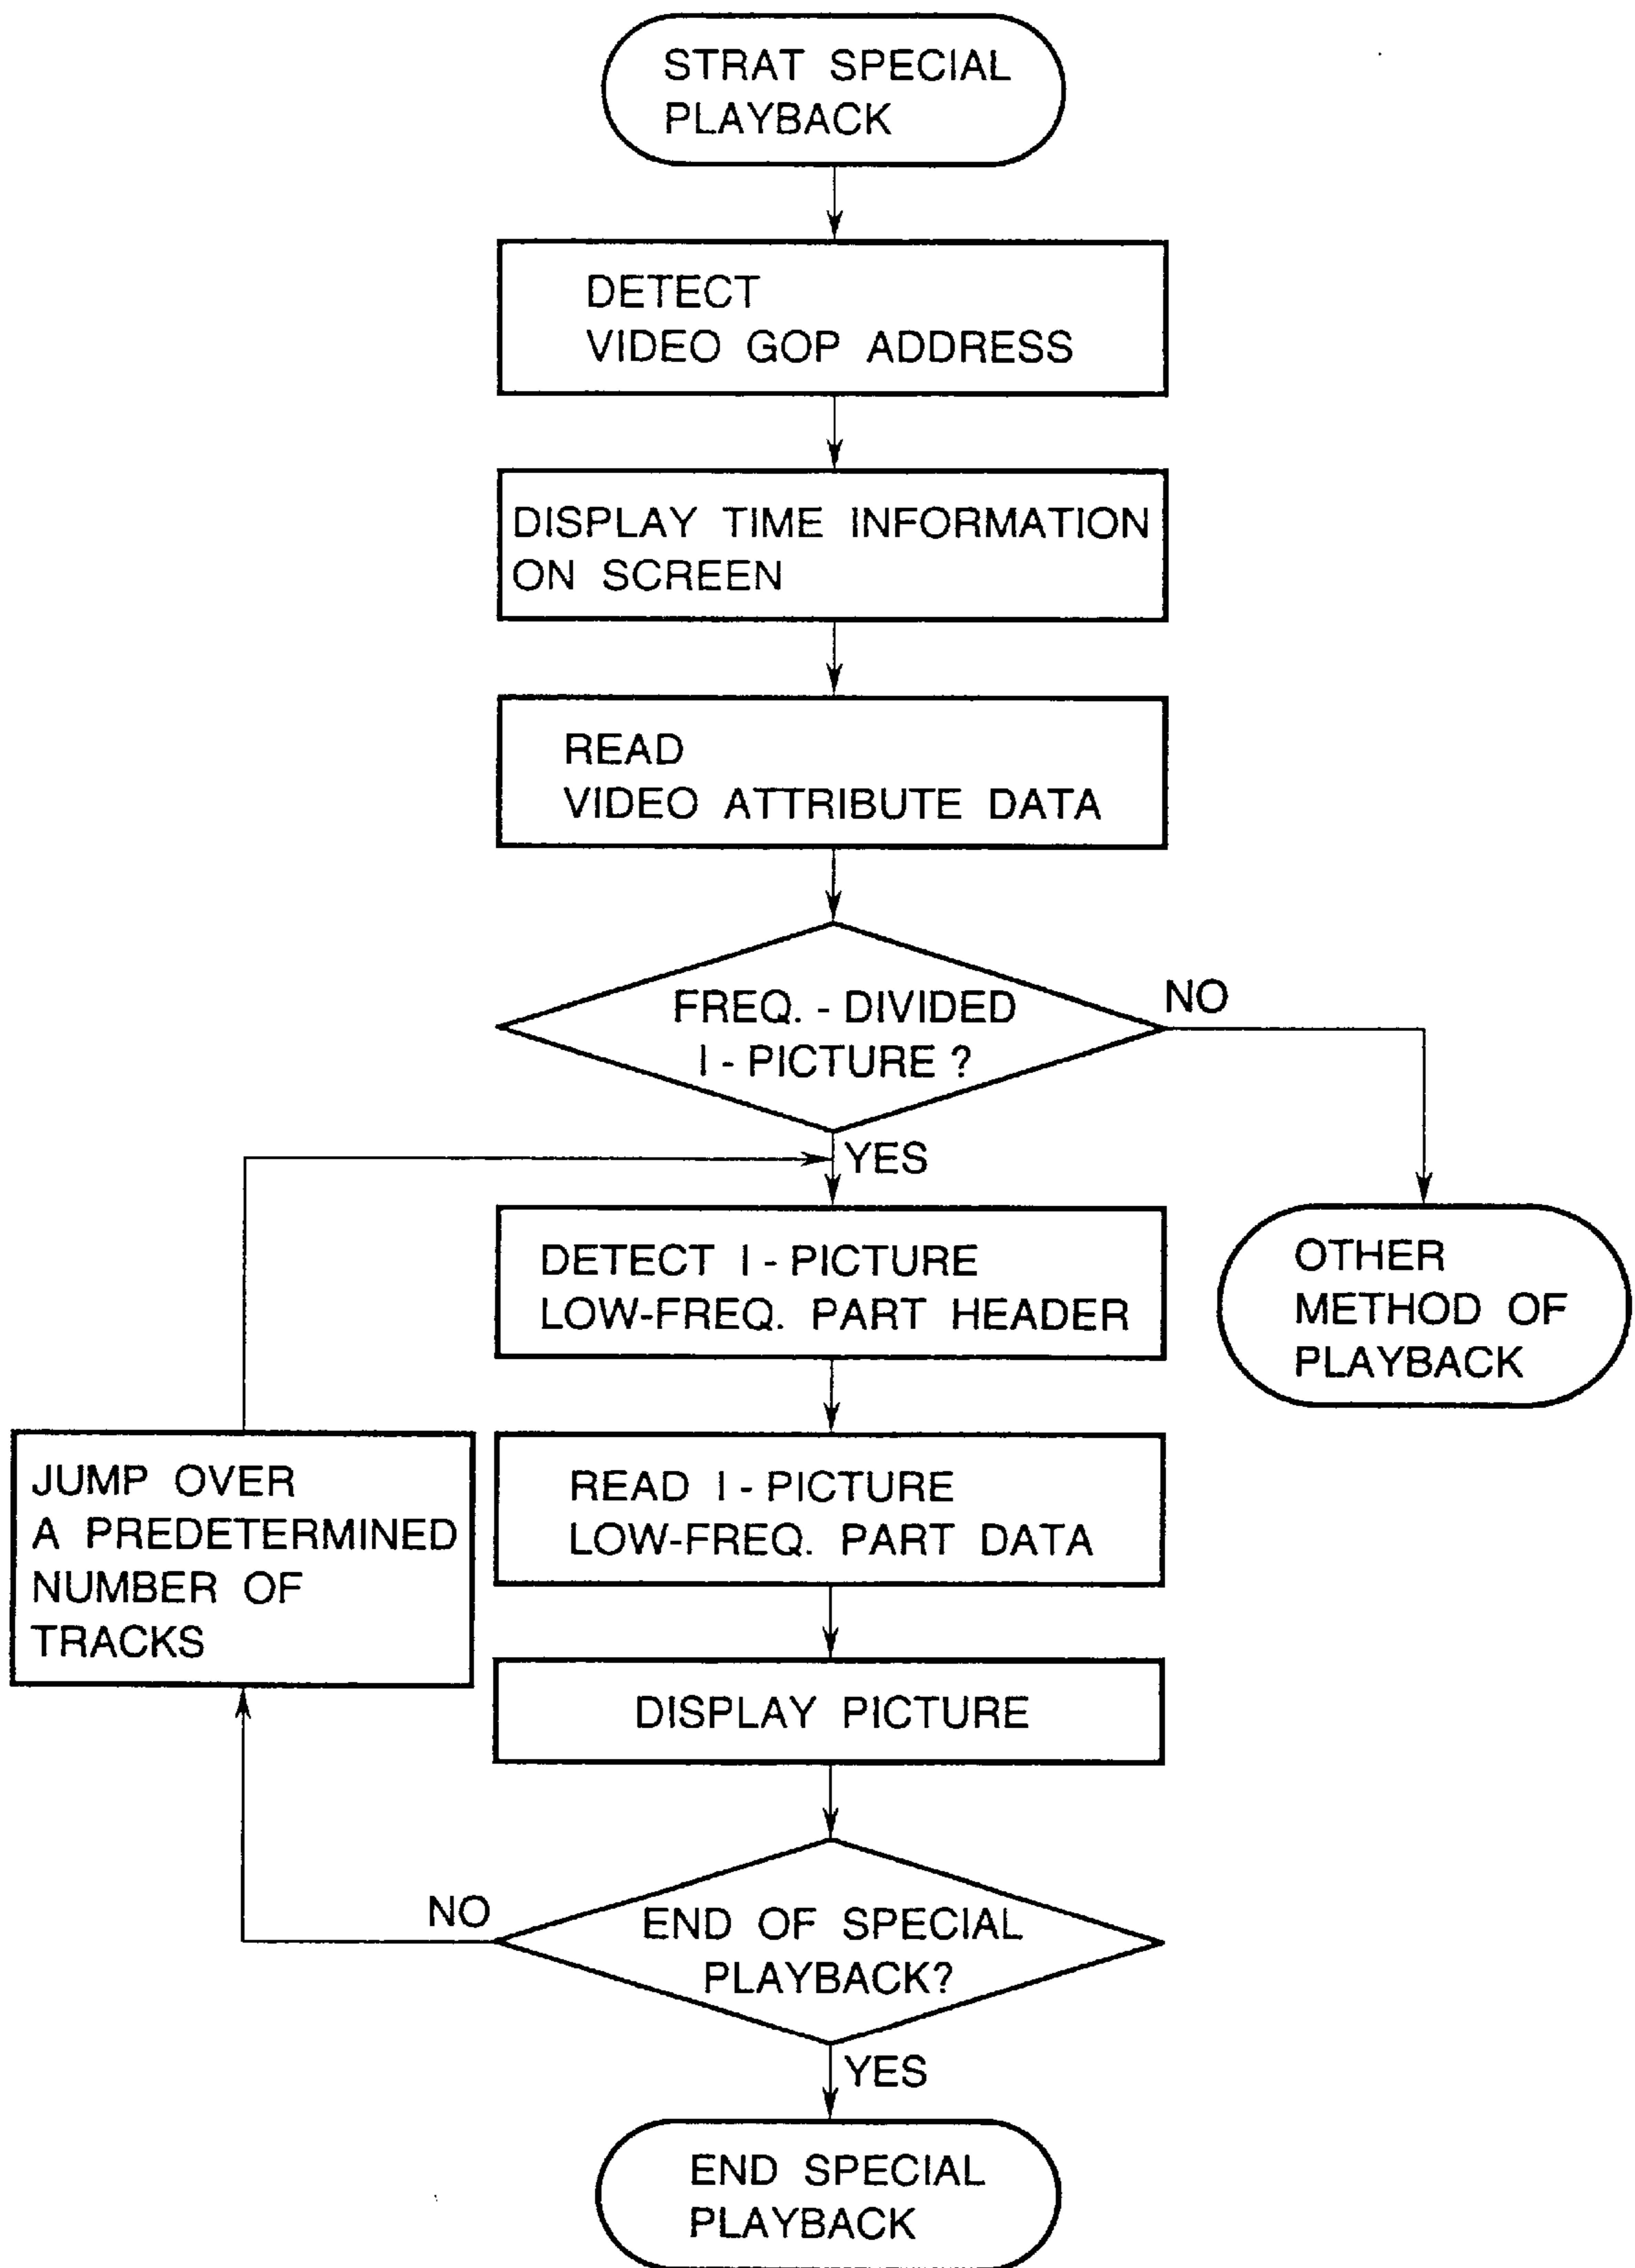 STRAT SPECIAL
PLAYBACK
DETECT
VIDEO GOP ADDRESS
DISPLAY TIME INFORMATION
ON SCREEN
READ
VIDEO ATTRIBUTE DATA
FREQ. - DIVIDED
I - PICTURE ?
NO
YES
DETECT I - PICTURE
LOW-FREQ. PART HEADER
OTHER
METHOD OF
PLAYBACK
JUMP OVER
A PREDETERMINED
NUMBER OF
TRACKS
READ I - PICTURE
LOW-FREQ. PART DATA
DISPLAY PICTURE
NO
END OF SPECIAL
PLAYBACK?
YES
END SPECIAL
PLAYBACK